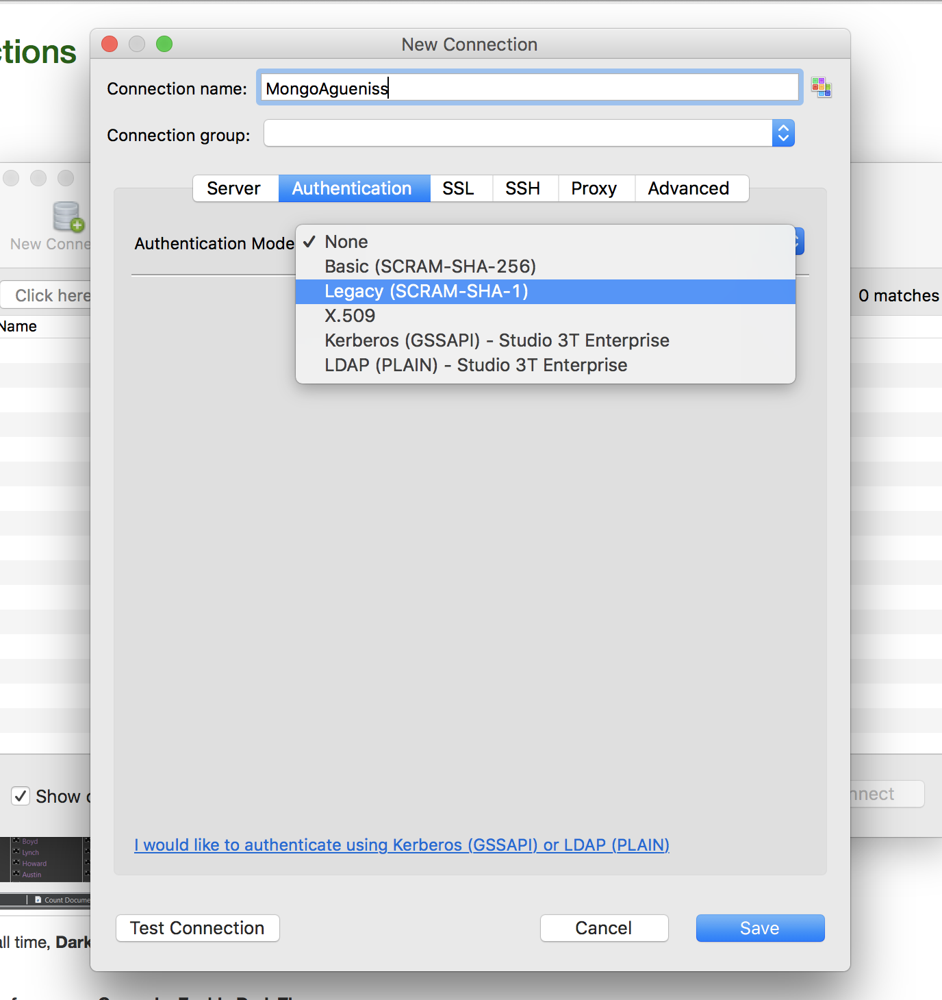 ctions
New Connection
Connection name: MongoAgueniss
Connection group:
Server Authentication SSL SSH Proxy Advanced
New Conne
Authentication Mode
✓ None
Basic (SCRAM-SHA-256)
Legacy (SCRAM-SHA-1)
X.509
Kerberos (GSSAPI) - Studio 3T Enterprise
LDAP (PLAIN) - Studio 3T Enterprise
Click here
0 matches
Name
Show
nnect
Boyd
Lynch
Howard
Austin
Count Docume
I would like to authenticate using Kerberos (GSSAPI) or LDAP (PLAIN)
Test Connection Cancel Save
all time, Dark